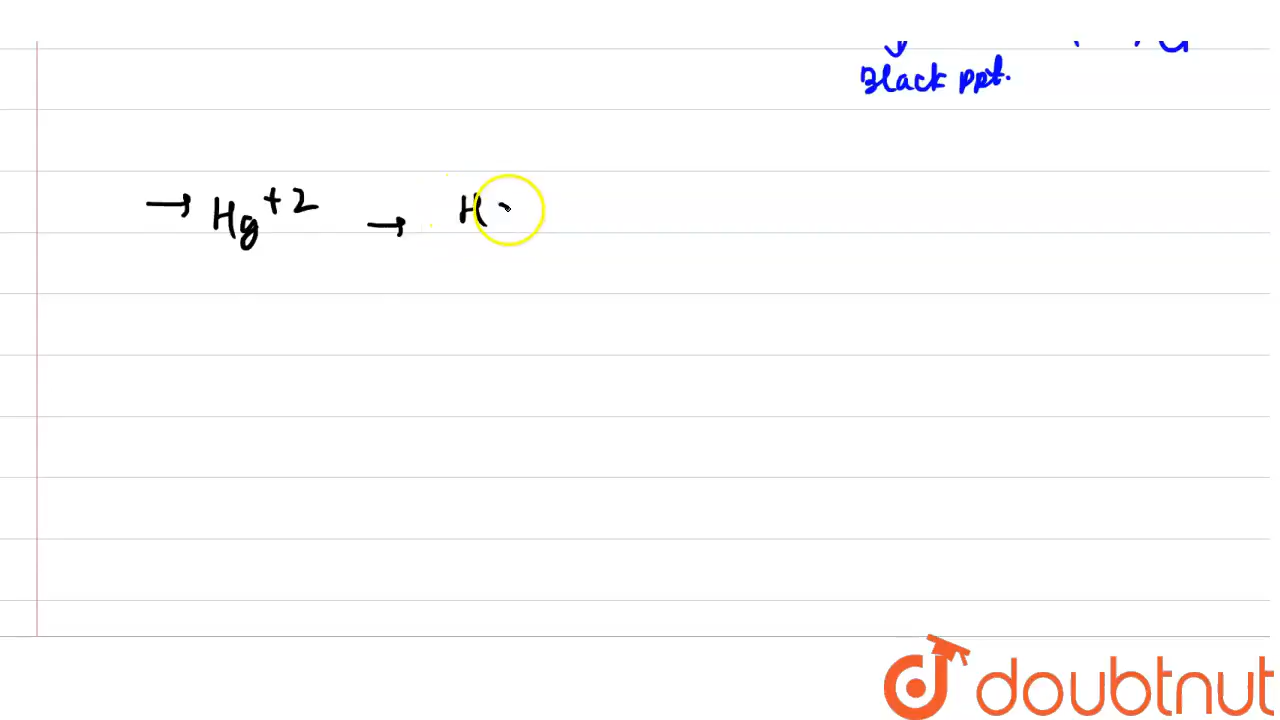 Black ppt.
→ Hg+2 → H
doubtnut